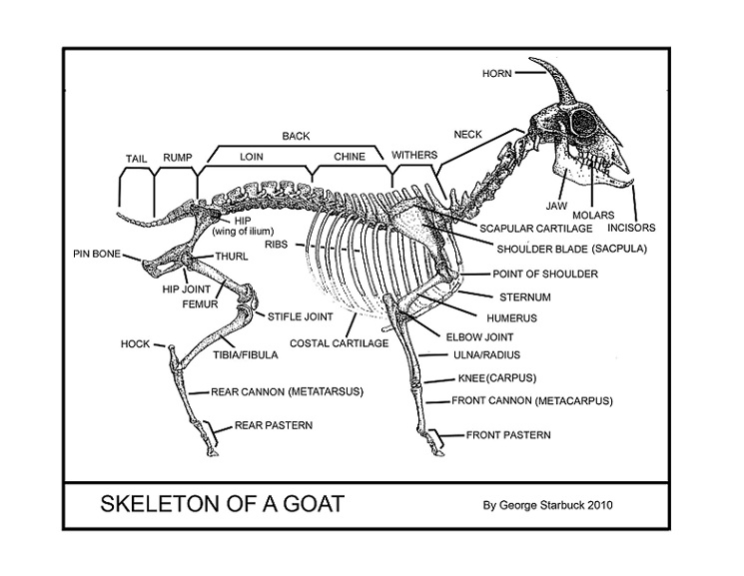 HORN
BACK
NECK
TAIL
RUMP
LOIN
CHINE
WITHERS
JAW
MOLARS
INCISORS
HIP
(wing of ilium)
SCAPULAR CARTILAGE
RIBS
SHOULDER BLADE (SACPULA)
PIN BONE
THURL
POINT OF SHOULDER
HIP JOINT
STERNUM
FEMUR
STIFLE JOINT
HUMERUS
HOCK
COSTAL CARTILAGE
ELBOW JOINT
TIBIA/FIBULA
ULNA/RADIUS
KNEE(CARPUS)
REAR CANNON (METATARSUS)
FRONT CANNON (METACARPUS)
REAR PASTERN
FRONT PASTERN
SKELETON OF A GOAT
By George Starbuck 2010